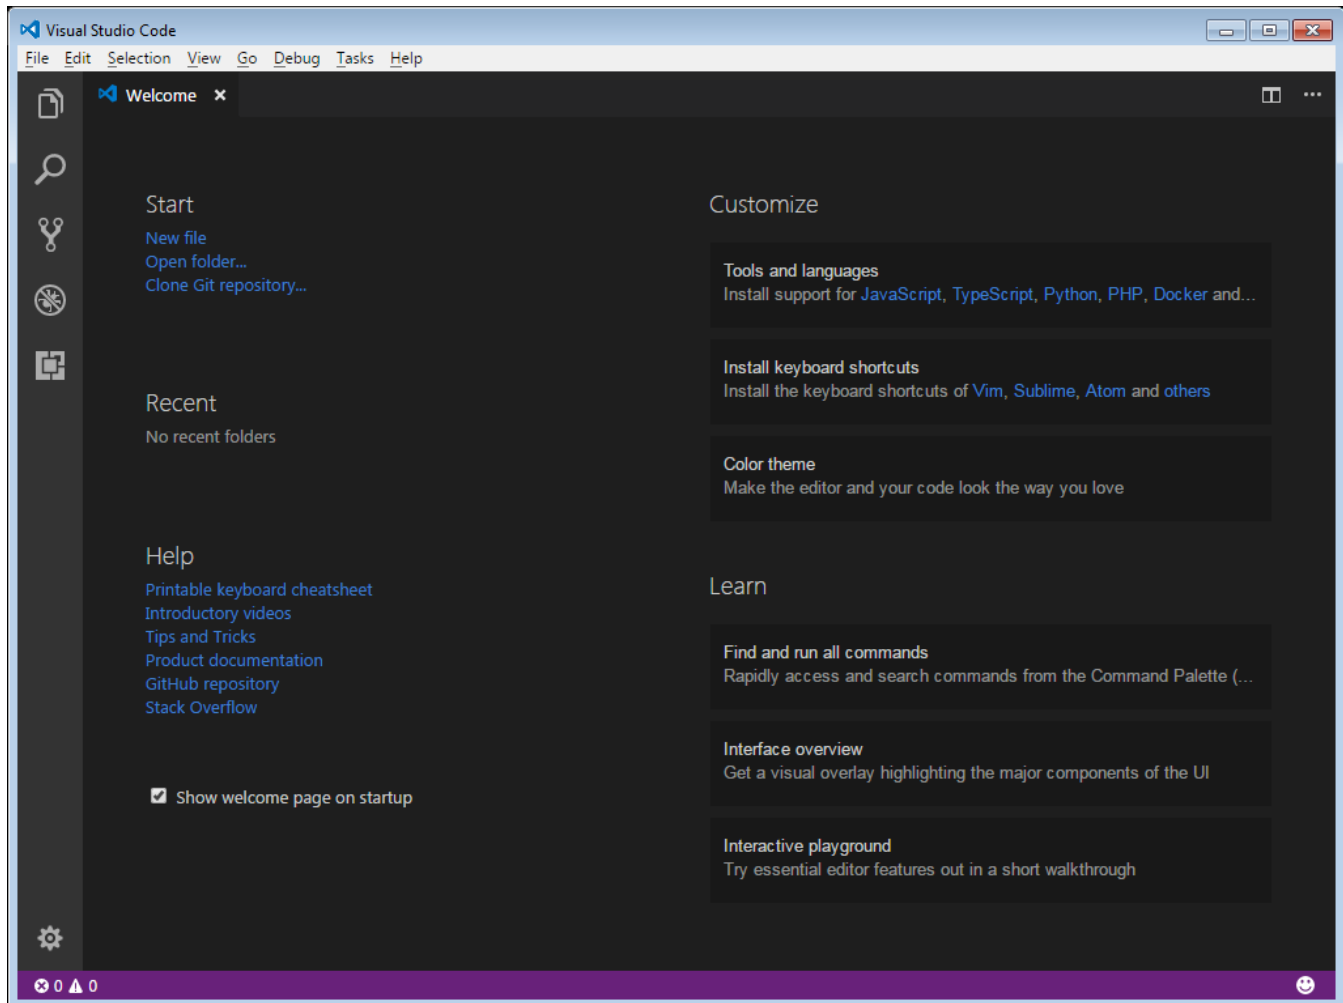 Visual Studio Code
File Edit Selection View Go Debug Tasks Help
Welcome
Start
New file
Open folder...
Clone Git repository...
Recent
No recent folders
Help
Printable keyboard cheatsheet
Introductory videos
Tips and Tricks
Product documentation
GitHub repository
Stack Overflow
Show welcome page on startup
Customize
Tools and languages
Install support for JavaScript, TypeScript, Python, PHP, Docker and...
Install keyboard shortcuts
Install the keyboard shortcuts of Vim, Sublime, Atom and others
Color theme
Make the editor and your code look the way you love
Learn
Find and run all commands
Rapidly access and search commands from the Command Palette (...
Interface overview
Get a visual overlay highlighting the major components of the UI
Interactive playground
Try essential editor features out in a short walkthrough
0 0